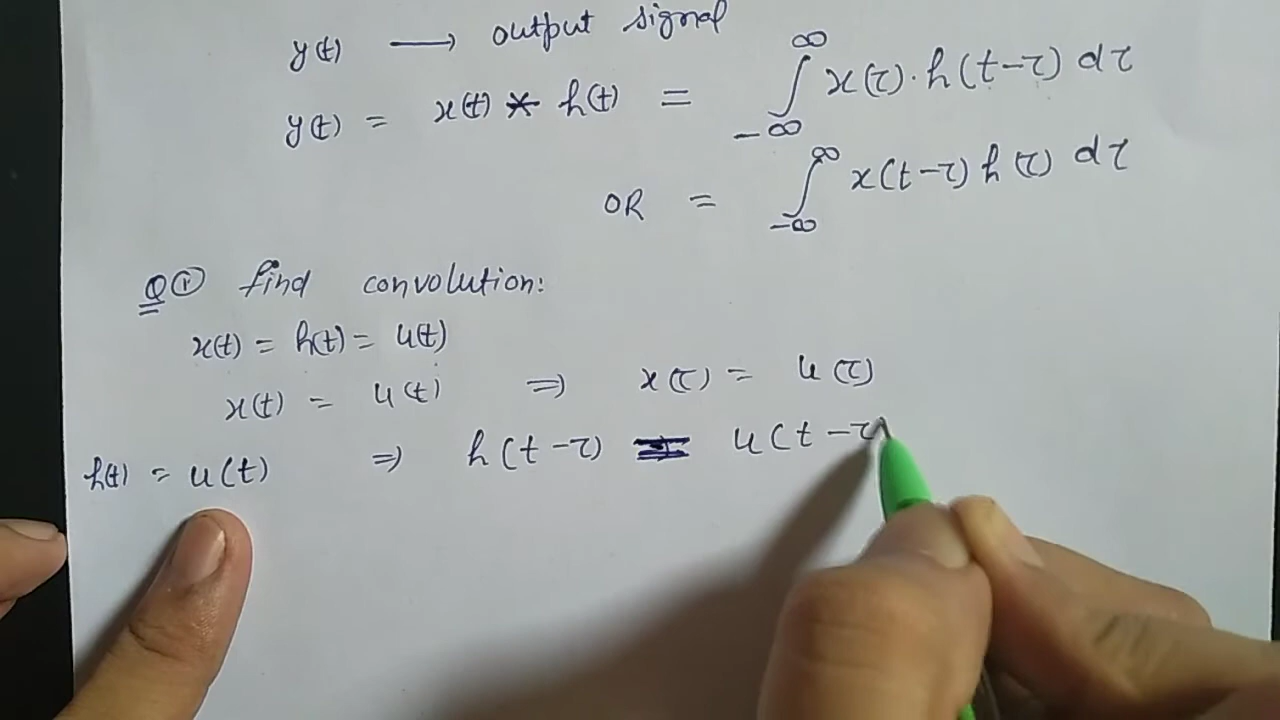 y(t) ⟶ output signal
y(t) = x(t) * h(t) = ∫_{-∞}^{∞} x(τ)·h(t-τ) dτ
OR = ∫_{-∞}^{∞} x(t-τ) h(τ) dτ
Q① find convolution:
x(t) = h(t) = u(t)
x(t) = u(t) ⇒ x(τ) = u(τ)
h(t) = u(t) ⇒ h(t-τ) = u(t-τ